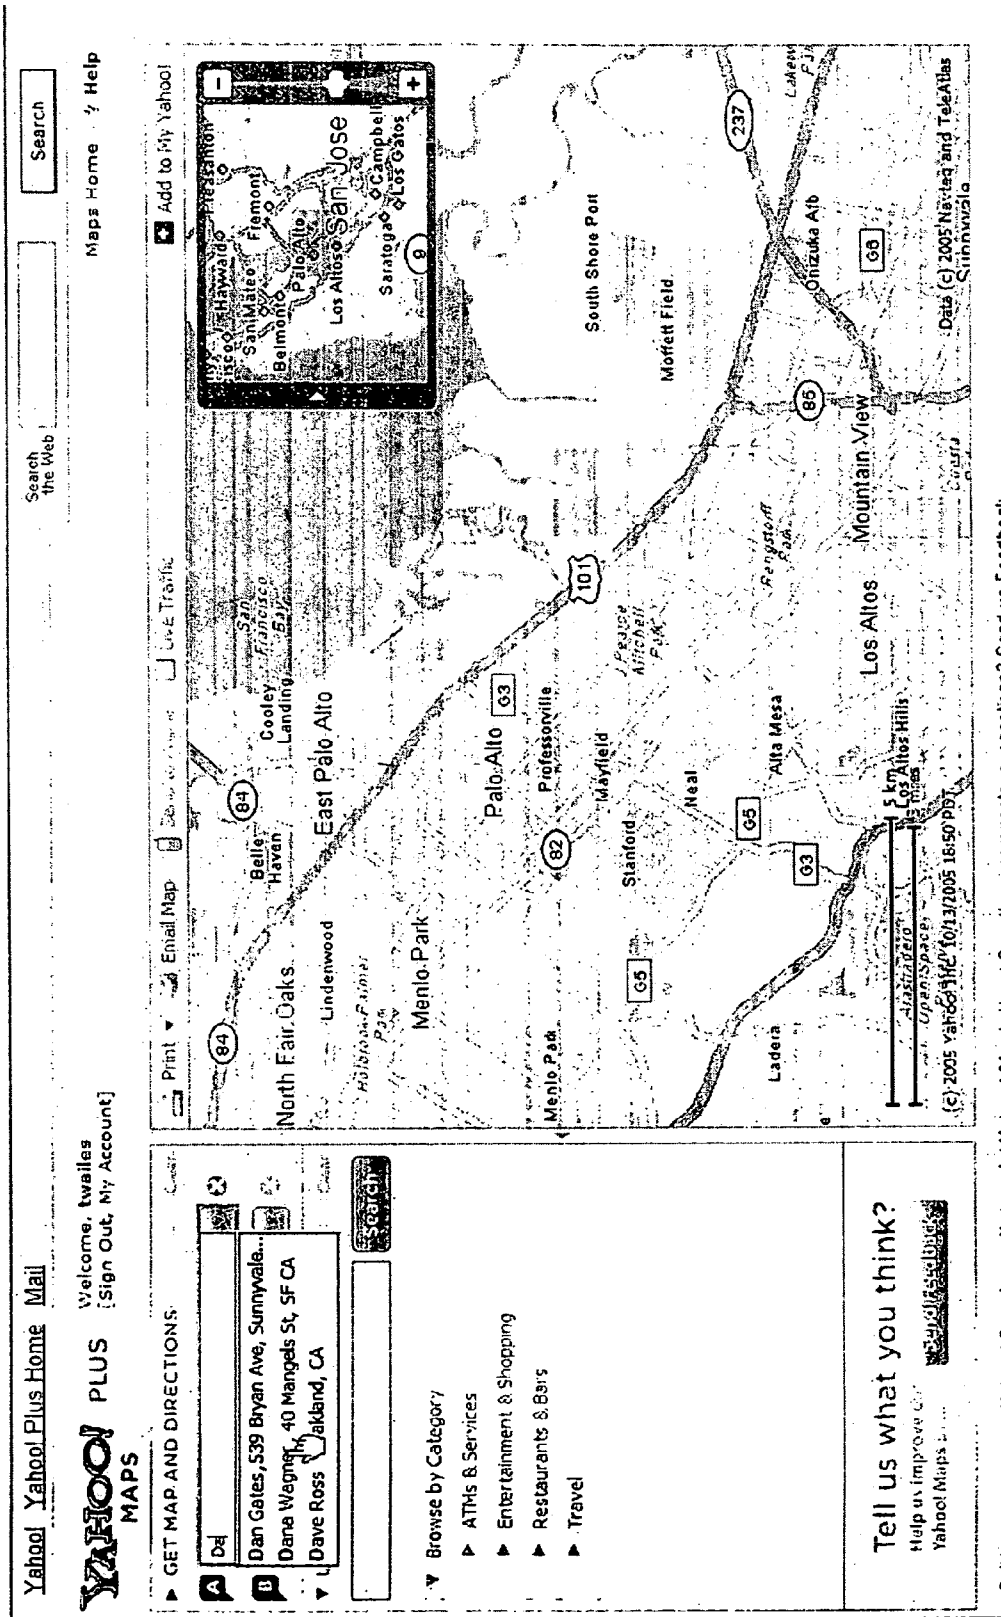 Yahoo! Yahoo! Plus Home Mail
Search the Web
Search
YAHOO! PLUS
MAPS
Welcome, twailes
[Sign Out, My Account]
Maps Home
Help
GET MAP AND DIRECTIONS
A Da
B
Dan Gates, 539 Bryan Ave, Sunnyvale...
Dana Wagner, 40 Mangels St, SF CA
Dave Ross
CA
Search
Browse by Category
ATMs & Services
Entertainment & Shopping
Restaurants & Bars
Travel
Tell us what you think?
Help us improve
Yahoo! Maps
Print
Email Map
Live Traffic
Add to My Yahoo!
84
84
Belle Haven
Cooley Landing
San Francisco Bay
North Fair Oaks
East Palo Alto
Lindenwood
Menlo Park
Palo Alto
G3
Menlo Park
82
Professorville
101
Mayfield
Stanford
G5
Neal
G5
Alta Mesa
Ladera
G3
Los Altos
Los Altos Hills
Mountain View
85
South Shore Port
Moffett Field
237
Onizuka Afb
G6
Sunnyvale
Pleasanton
Hayward
San Mateo
Fremont
Belmont
Palo Alto
Los Altos
San Jose
Saratoga
Campbell
Los Gatos
9
5 km
(c) 2005 Yahoo! Inc. 10/13/2005 18:50 PDT
Data (c) 2005 Navteq and TeleAtlas